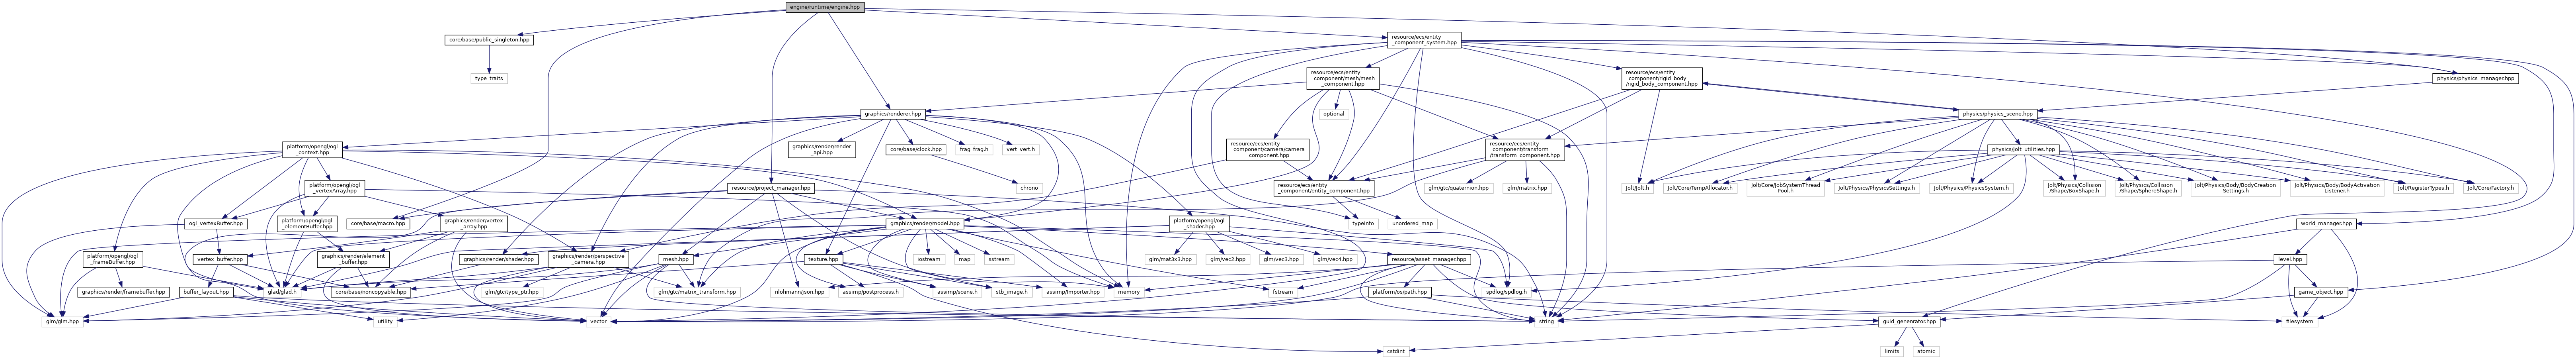 engine/runtime/engine.hpp
core/base/public_singleton.hpp
resource/ecs/entity
_component_system.hpp
type_traits
resource/ecs/entity
_component/mesh/mesh
_component.hpp
resource/ecs/entity
_component/rigid_body
/rigid_body_component.hpp
physics/physics_manager.hpp
graphics/renderer.hpp
optional
physics/physics_scene.hpp
platform/opengl/ogl
_context.hpp
graphics/render/render
_api.hpp
core/base/clock.hpp
frag_frag.h
vert_vert.h
resource/ecs/entity
_component/camera/camera
_component.hpp
resource/ecs/entity
_component/transform
/transform_component.hpp
physics/jolt_utilities.hpp
platform/opengl/ogl
_vertexArray.hpp
resource/project_manager.hpp
chrono
resource/ecs/entity
_component/entity_component.hpp
glm/gtc/quaternion.hpp
glm/matrix.hpp
Jolt/Jolt.h
Jolt/Core/TempAllocator.h
Jolt/Core/JobSystemThread
Pool.h
Jolt/Physics/PhysicsSettings.h
Jolt/Physics/PhysicsSystem.h
Jolt/Physics/Collision
/Shape/BoxShape.h
Jolt/Physics/Collision
/Shape/SphereShape.h
Jolt/Physics/Body/BodyCreation
Settings.h
Jolt/Physics/Body/BodyActivation
Listener.h
Jolt/RegisterTypes.h
Jolt/Core/Factory.h
ogl_vertexBuffer.hpp
platform/opengl/ogl
_elementBuffer.hpp
core/base/macro.hpp
graphics/render/vertex
_array.hpp
graphics/render/model.hpp
platform/opengl/ogl
_shader.hpp
typeinfo
unordered_map
world_manager.hpp
platform/opengl/ogl
_frameBuffer.hpp
vertex_buffer.hpp
graphics/render/element
_buffer.hpp
graphics/render/shader.hpp
graphics/render/perspective
_camera.hpp
mesh.hpp
texture.hpp
iostream
map
sstream
glm/mat3x3.hpp
glm/vec2.hpp
glm/vec3.hpp
glm/vec4.hpp
resource/asset_manager.hpp
level.hpp
graphics/render/framebuffer.hpp
buffer_layout.hpp
glad/glad.h
core/base/noncopyable.hpp
glm/gtc/type_ptr.hpp
glm/gtc/matrix_transform.hpp
nlohmann/json.hpp
assimp/postprocess.h
assimp/scene.h
stb_image.h
assimp/Importer.hpp
memory
fstream
platform/os/path.hpp
spdlog/spdlog.h
game_object.hpp
glm/glm.hpp
utility
vector
string
guid_genenrator.hpp
filesystem
cstdint
limits
atomic